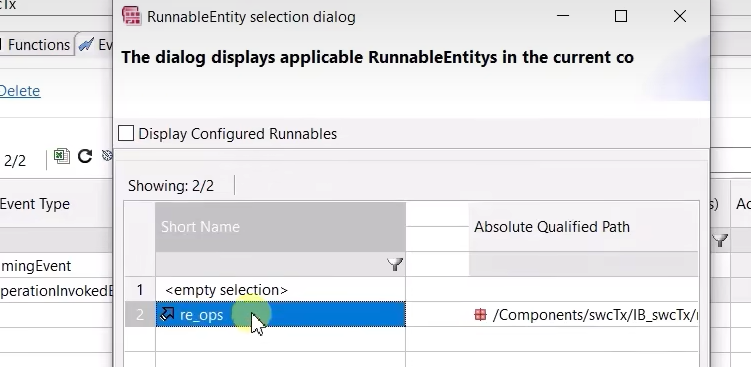 cTx
RunnableEntity selection dialog
Functions
Ev
The dialog displays applicable RunnableEntitys in the current co
Delete
Display Configured Runnables
2/2
Showing: 2/2
Event Type
Short Name
Absolute Qualified Path
s)
Ac
mingEvent
1 <empty selection>
perationInvokedE
2 re_ops /Components/swcTx/IB_swcTx/r